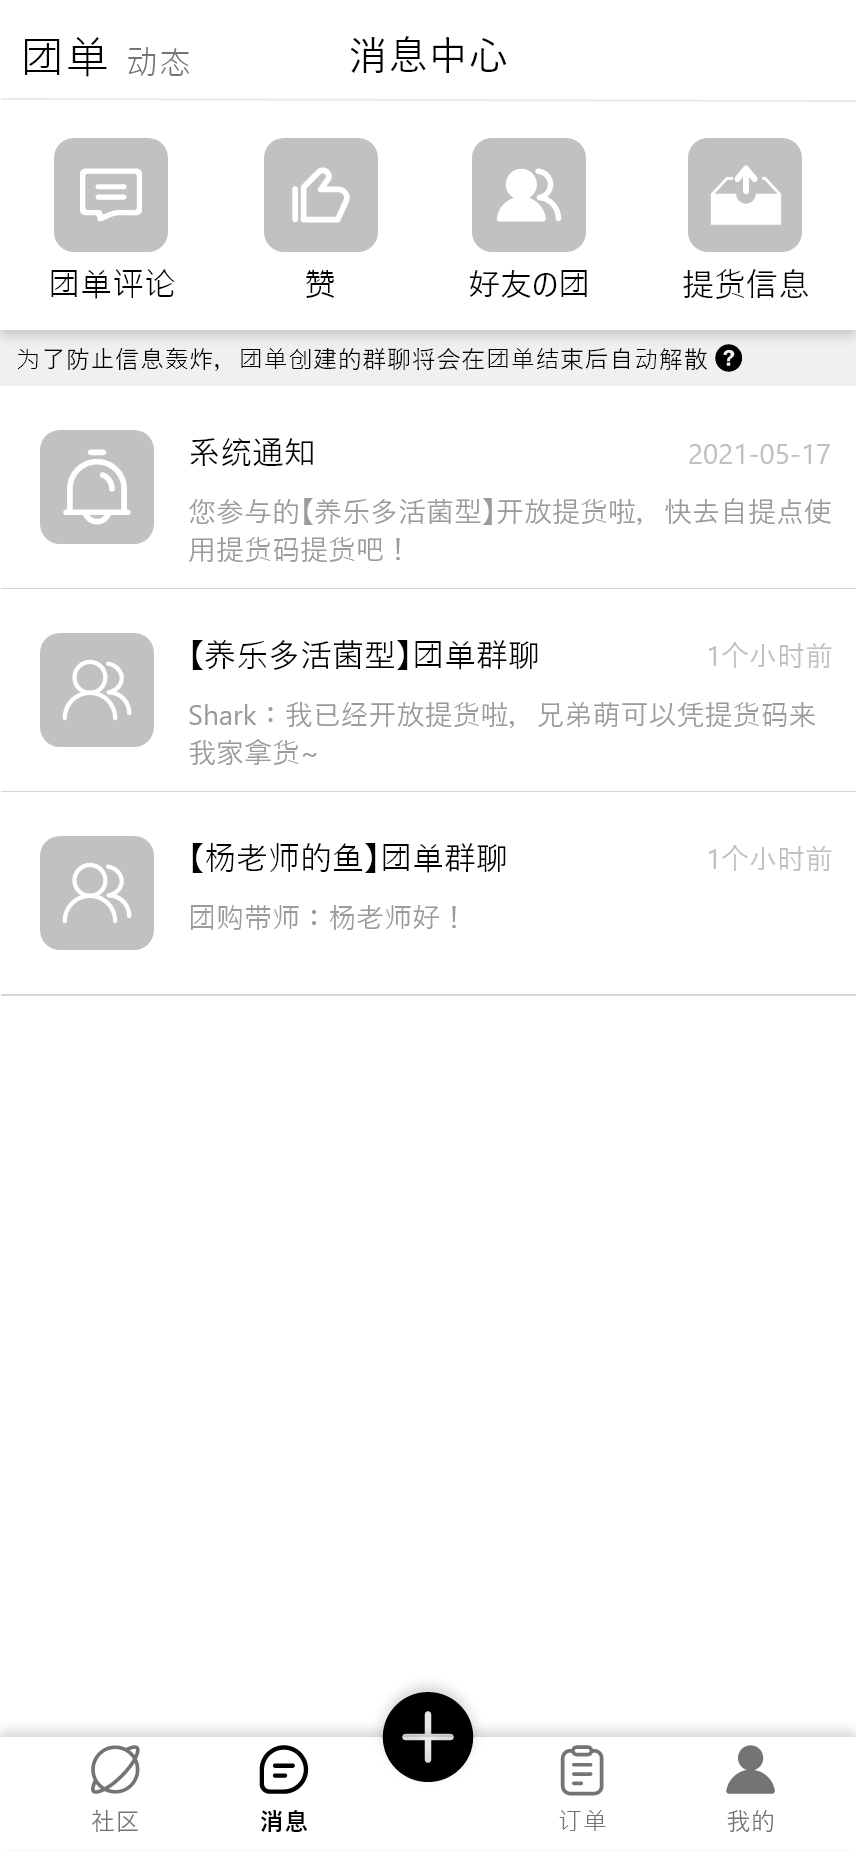 团单 动态 消息中心
团单评论 赞 好友の团 提货信息
为了防止信息轰炸，团单创建的群聊将会在团单结束后自动解散 ?
系统通知 2021-05-17
您参与的【养乐多活菌型】开放提货啦，快去自提点使
用提货码提货吧！
【养乐多活菌型】团单群聊 1个小时前
Shark：我已经开放提货啦，兄弟萌可以凭提货码来
我家拿货~
【杨老师的鱼】团单群聊 1个小时前
团购带师：杨老师好！
社区 消息 订单 我的